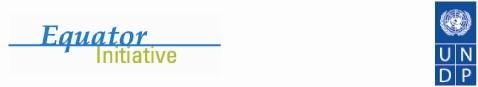 Equator
Initiative
U N
D P